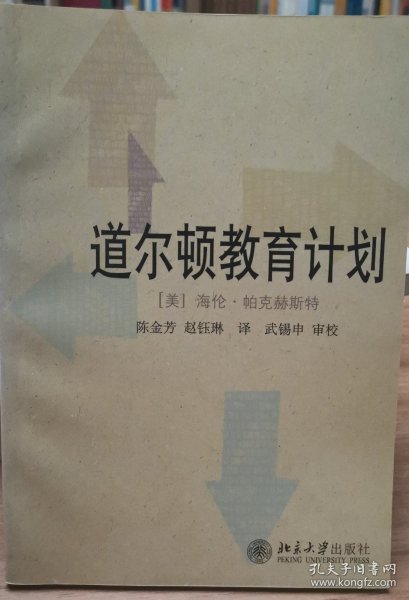 道尔顿教育计划
[美] 海伦·帕克赫斯特
陈金芳 赵钰琳 译 武锡申 审校
北京大学出版社
PEKING UNIVERSITY PRESS
孔夫子旧书网
www.kongfz.com